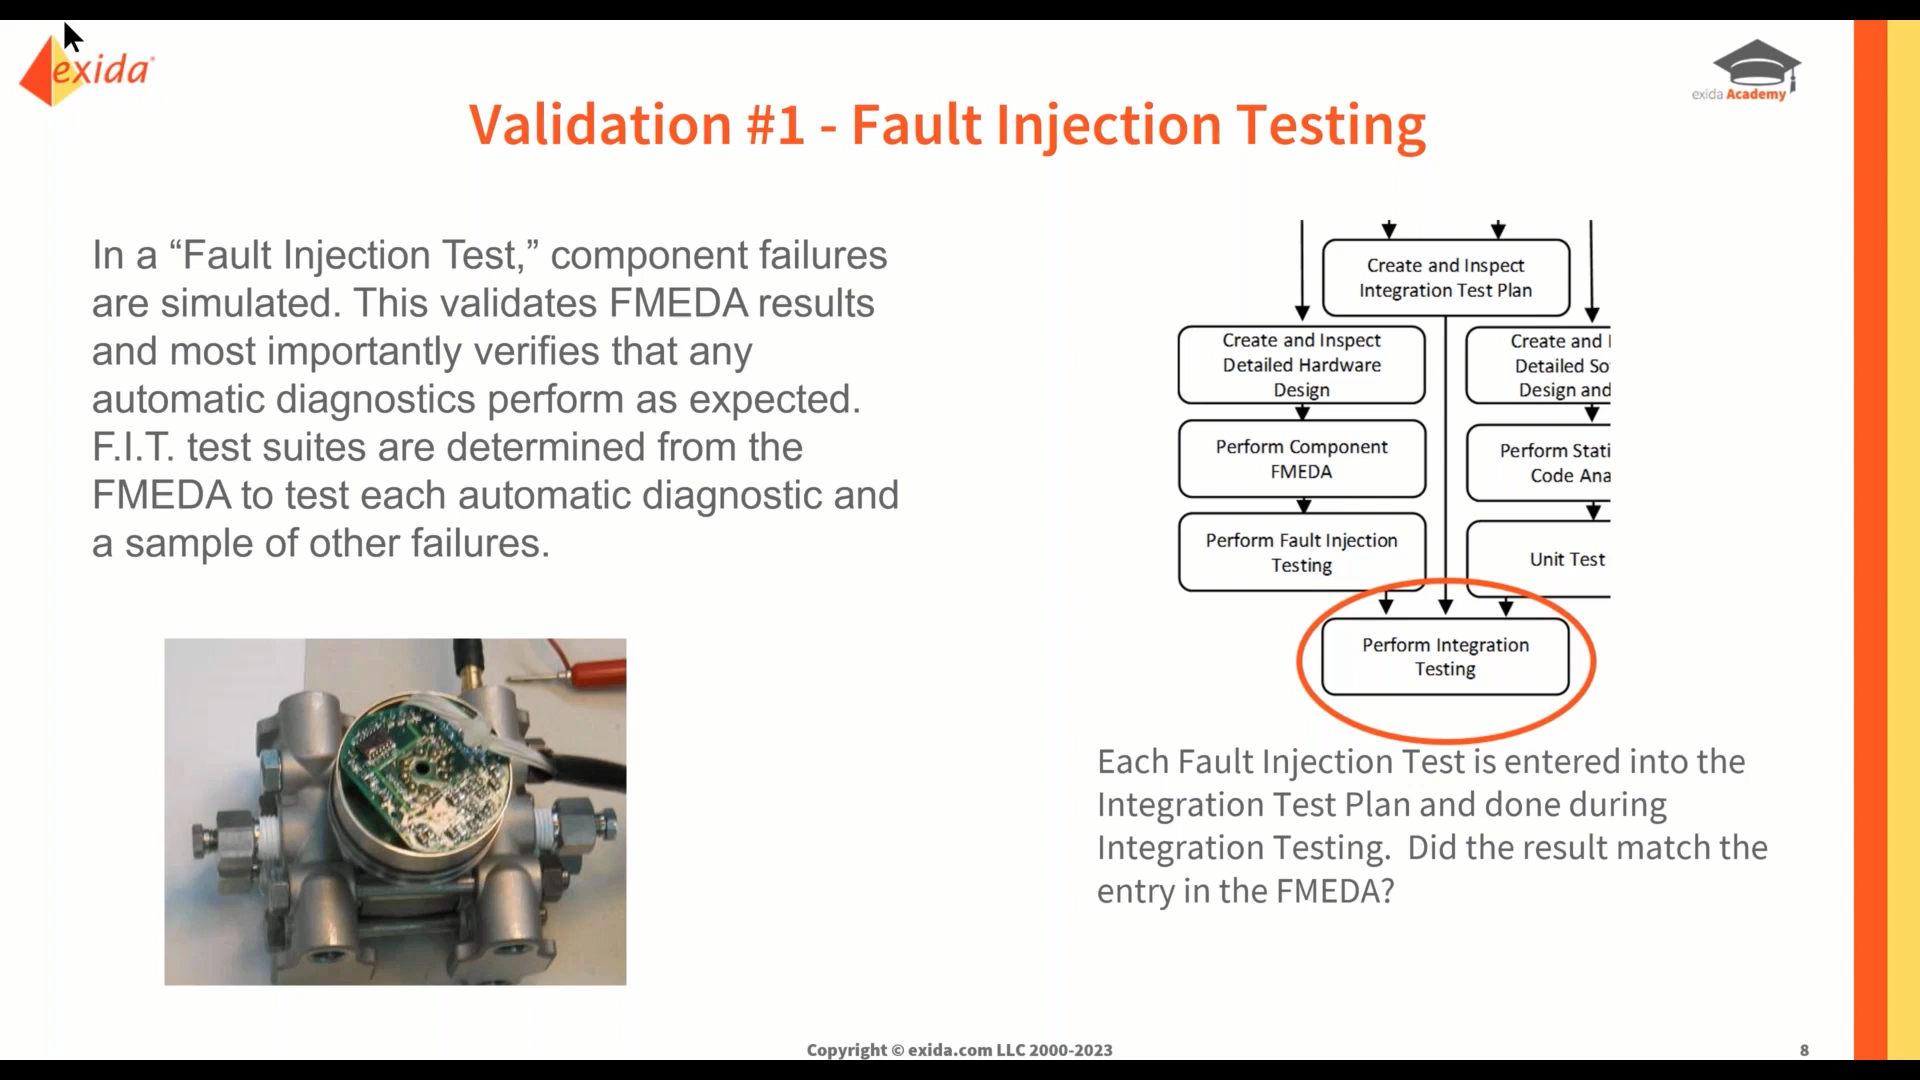 exida
exida Academy
Validation #1 - Fault Injection Testing
In a “Fault Injection Test,” component failures
are simulated. This validates FMEDA results
and most importantly verifies that any
automatic diagnostics perform as expected.
F.I.T. test suites are determined from the
FMEDA to test each automatic diagnostic and
a sample of other failures.
Create and Inspect
Integration Test Plan
Create and Inspect
Detailed Hardware
Design
Create and I
Detailed So
Design and
Perform Component
FMEDA
Perform Stati
Code Ana
Perform Fault Injection
Testing
Unit Test
Perform Integration
Testing
Each Fault Injection Test is entered into the
Integration Test Plan and done during
Integration Testing.  Did the result match the
entry in the FMEDA?
Copyright © exida.com LLC 2000-2023
8